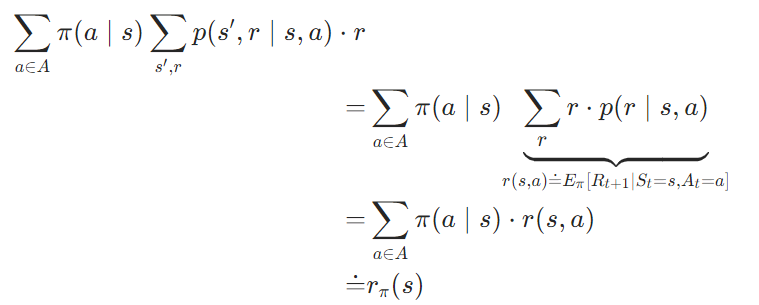 ∑_{a∈A} π(a | s) ∑_{s′,r} p(s′, r | s, a) · r
= ∑_{a∈A} π(a | s) ∑_r r · p(r | s, a)
r(s,a)≐E_π[R_{t+1}|S_t=s,A_t=a]
= ∑_{a∈A} π(a | s) · r(s, a)
≐r_π(s)